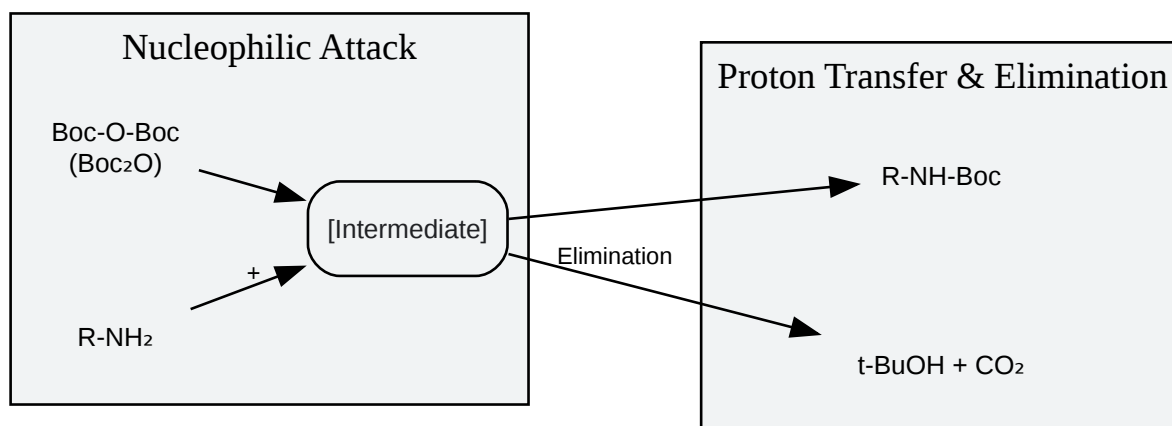 Nucleophilic Attack
Boc-O-Boc
(Boc₂O)
[Intermediate]
+
R-NH₂
Proton Transfer & Elimination
R-NH-Boc
Elimination
t-BuOH + CO₂